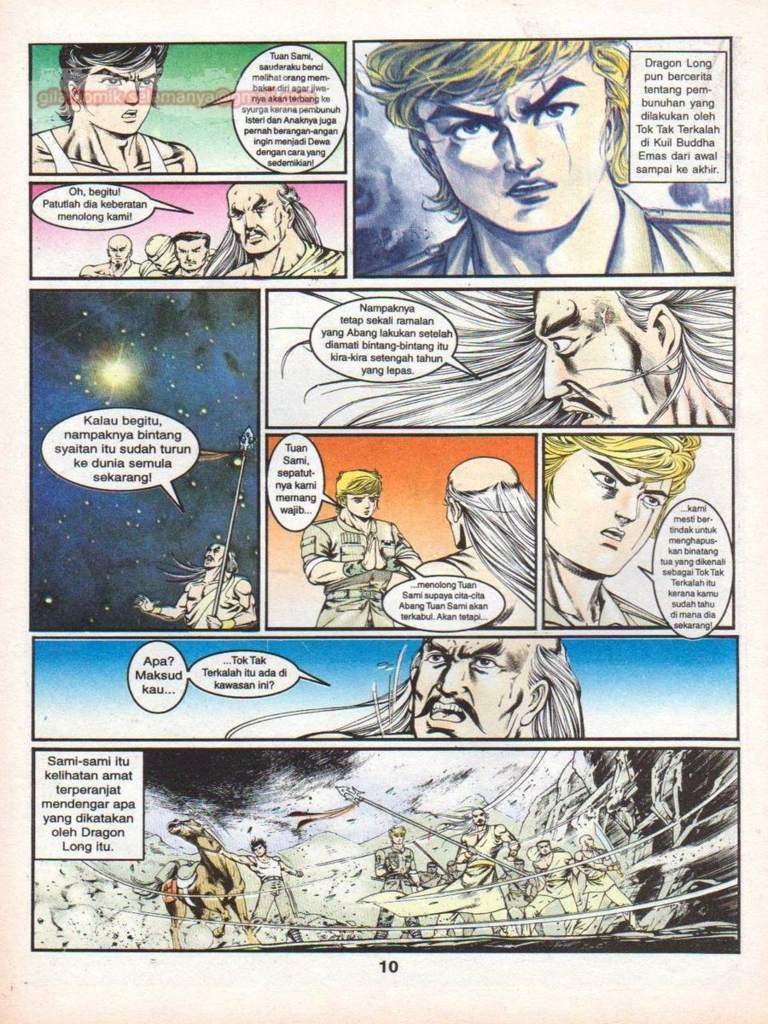 Tuan Sami,
saudaraku benci
melihat orang mem-
bakar diri agar jiwa-
nya akan terbang ke
syurga kerana pembunuh
Isteri dan Anaknya juga
pernah berangan-angan
ingin menjadi Dewa
dengan cara yang
sedemikian!
Dragon Long
pun bercerita
tentang pem-
bunuhan yang
dilakukan oleh
Tok Tak Terkalah
di Kuil Buddha
Emas dari awal
sampai ke akhir.
Oh, begitu!
Patutlah dia keberatan
menolong kami!
Kalau begitu,
nampaknya bintang
syaitan itu sudah turun
ke dunia semula
sekarang!
Nampaknya
tetap sekali ramalan
yang Abang lakukan setelah
diamati bintang-bintang itu
kira-kira setengah tahun
yang lepas.
Tuan
Sami,
sepatut-
nya kami
memang
wajib...
...menolong Tuan
Sami supaya cita-cita
Abang Tuan Sami akan
terkabul. Akan tetapi...
...kami
mesti ber-
tindak untuk
menghapus-
kan binatang
tua yang dikenali
sebagai Tok Tak
Terkalah itu
kerana kamu
sudah tahu
di mana dia
sekarang!
Apa?
Maksud
kau...
...Tok Tak
Terkalah itu ada di
kawasan ini?
Sami-sami itu
kelihatan amat
terperanjat
mendengar apa
yang dikatakan
oleh Dragon
Long itu.
10